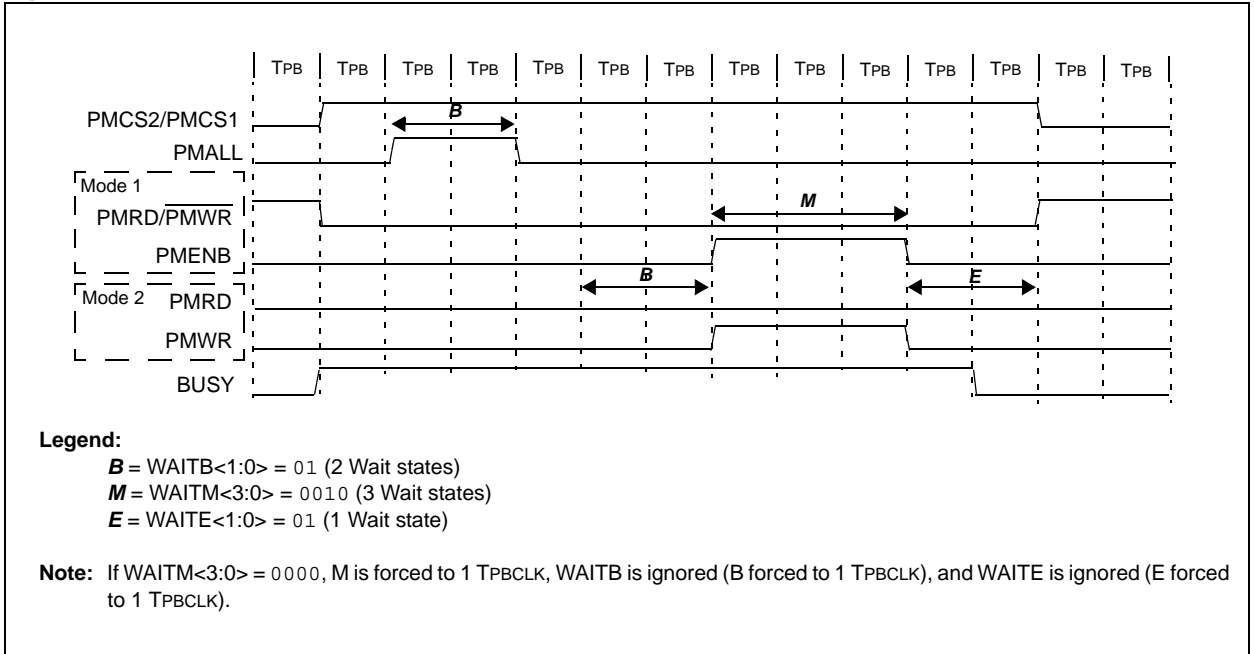 TPB TPB TPB TPB TPB TPB TPB TPB TPB TPB TPB TPB TPB TPB
B
PMCS2/PMCS1
PMALL
Mode 1
M
PMRD/PMWR
PMENB
B
E
Mode 2
PMRD
PMWR
BUSY
Legend:
B = WAITB<1:0> = 01 (2 Wait states)
M = WAITM<3:0> = 0010 (3 Wait states)
E = WAITE<1:0> = 01 (1 Wait state)
Note: If WAITM<3:0> = 0000, M is forced to 1 TPBCLK, WAITB is ignored (B forced to 1 TPBCLK), and WAITE is ignored (E forced
to 1 TPBCLK).